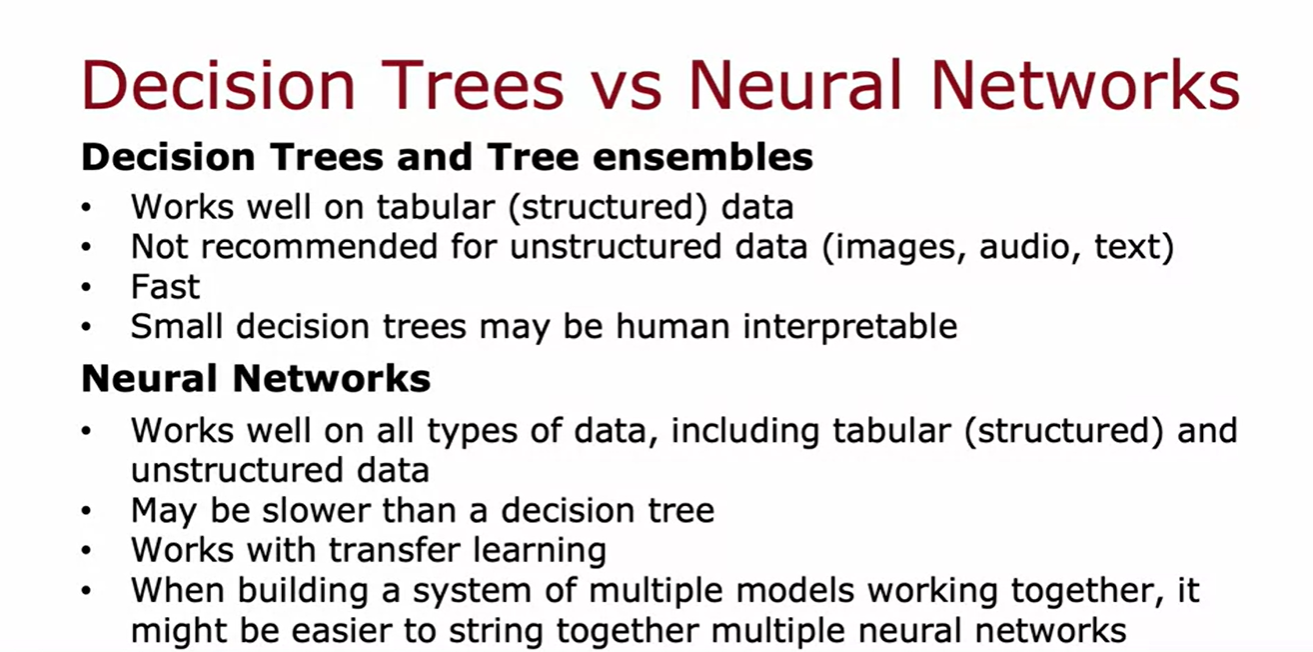 Decision Trees vs Neural Networks
Decision Trees and Tree ensembles
• Works well on tabular (structured) data
• Not recommended for unstructured data (images, audio, text)
• Fast
• Small decision trees may be human interpretable
Neural Networks
• Works well on all types of data, including tabular (structured) and
unstructured data
• May be slower than a decision tree
• Works with transfer learning
• When building a system of multiple models working together, it
might be easier to string together multiple neural networks